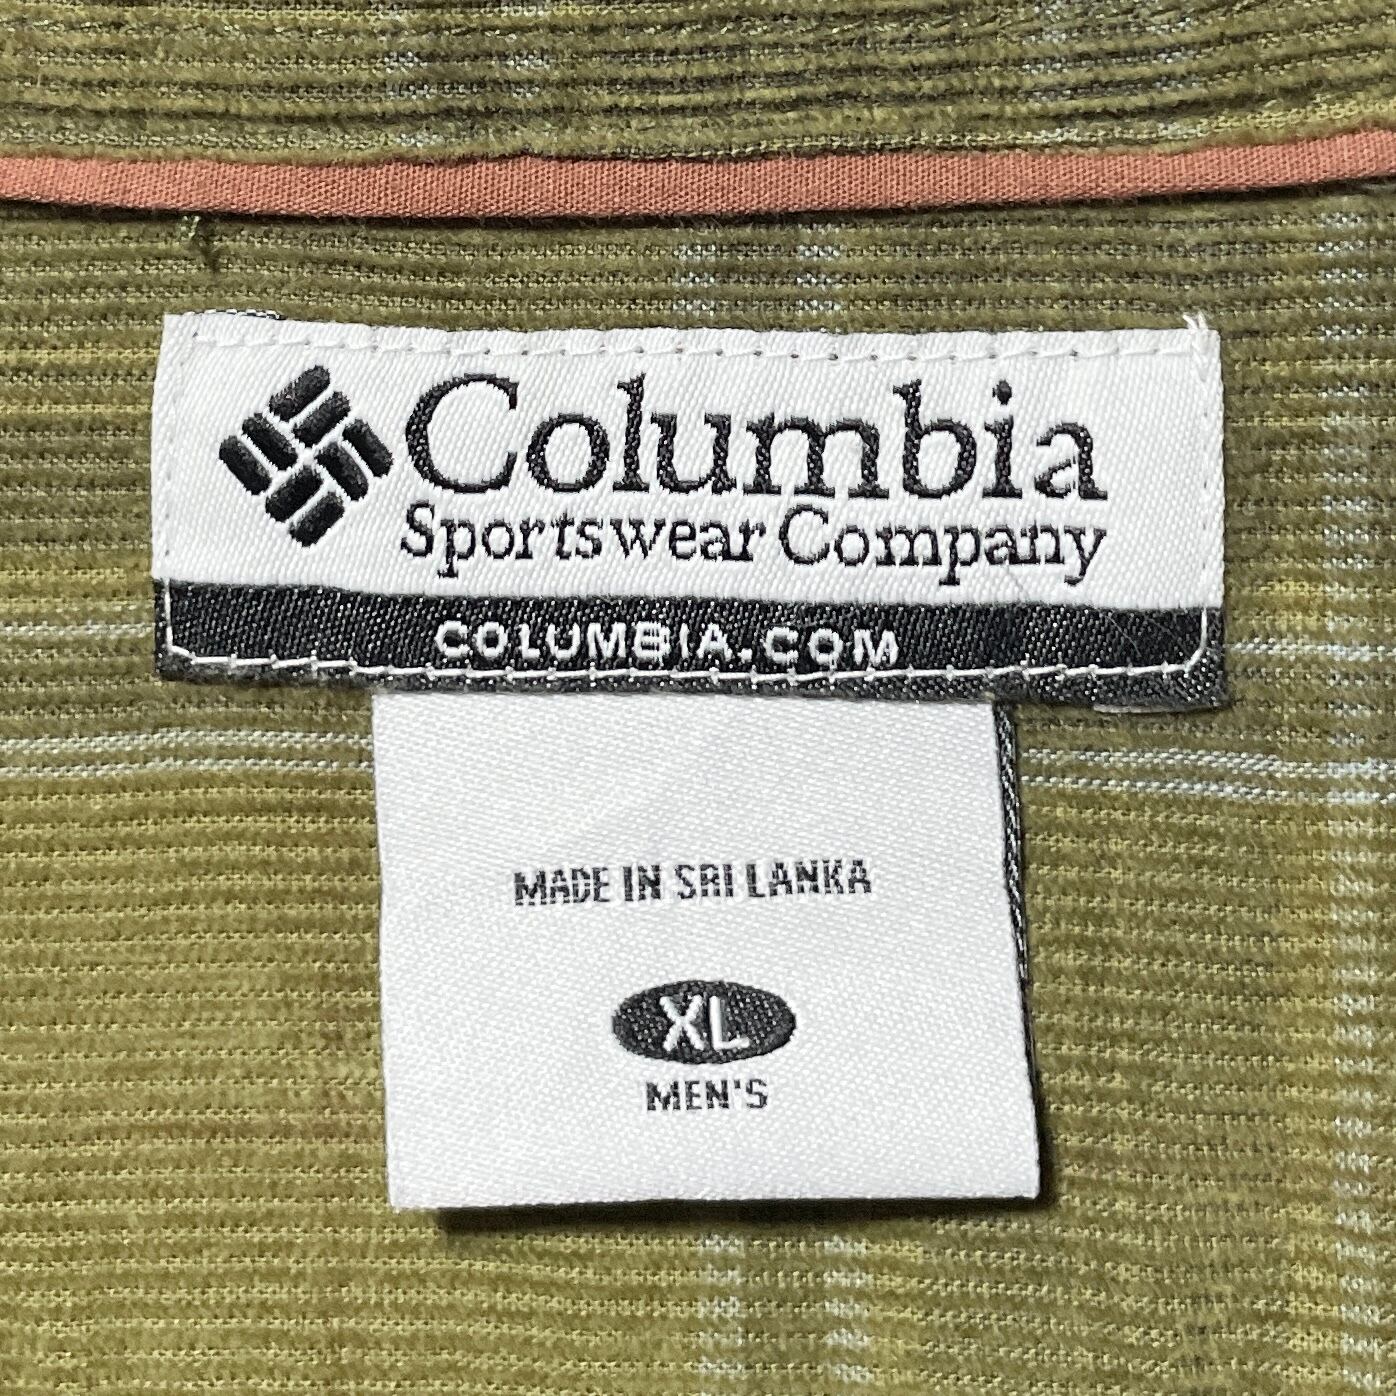 Columbia
Sportswear Company
COLUMBIA.COM
MADE IN SRI LANKA
XL
MEN'S